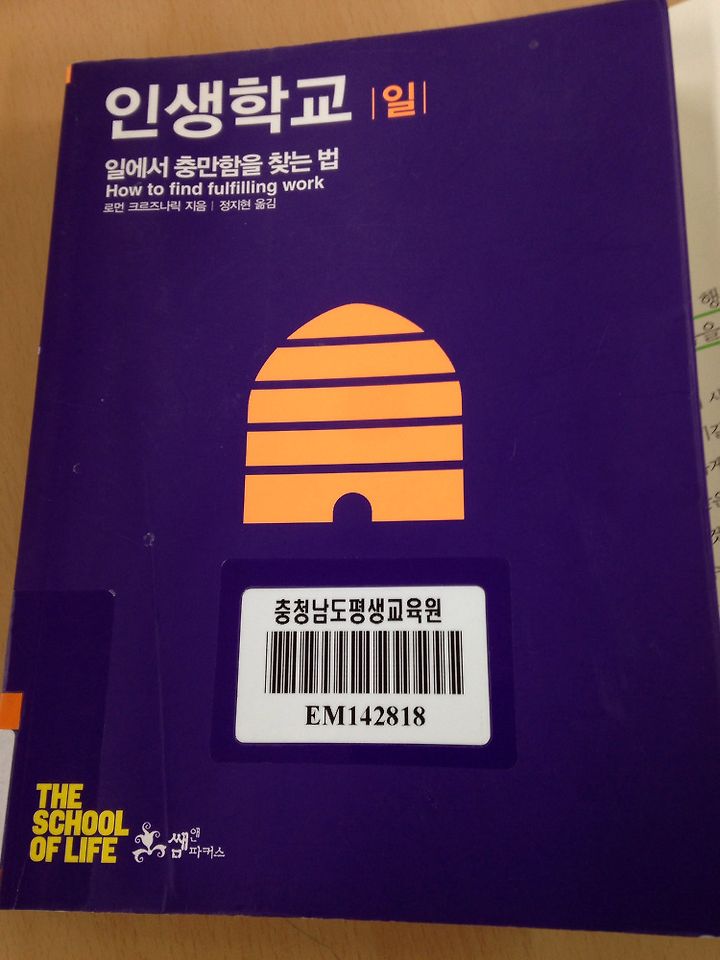 인생학교 |일|
일에서 충만함을 찾는 법
How to find fulfilling work
로먼 크르즈나릭 지음 | 정지현 옮김
충청남도평생교육원
EM142818
THE
SCHOOL
OF LIFE
쌤앤파커스
행
을